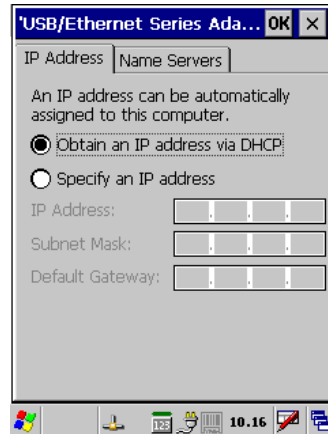 'USB/Ethernet Series Ada... OK ×
IP Address Name Servers
An IP address can be automatically
assigned to this computer.
Obtain an IP address via DHCP
Specify an IP address
IP Address:
Subnet Mask:
Default Gateway:
123 10.16